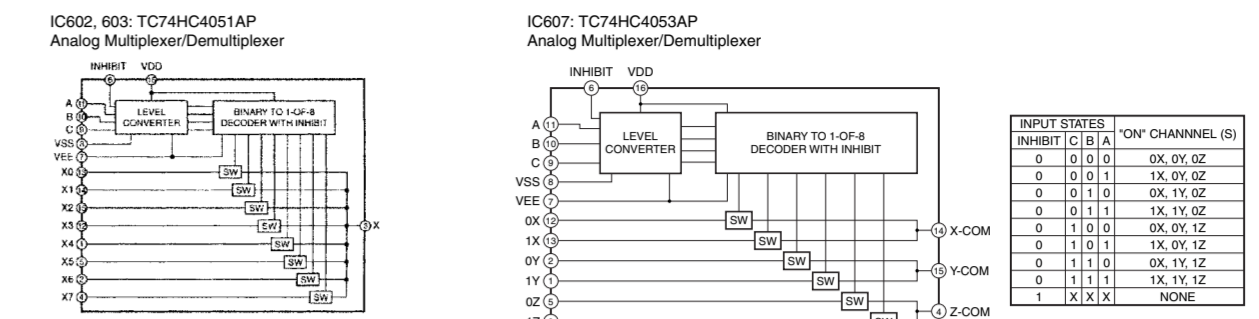 IC602, 603: TC74HC4051AP
Analog Multiplexer/Demultiplexer
INHIBIT VDD
6 16
A 11
B 10
C 9
VSS 8
VEE 7
LEVEL
CONVERTER
BINARY TO 1-OF-8
DECODER WITH INHIBIT
X0 13 SW
X1 14 SW
X2 15 SW
X3 12 SW 3 X
X4 1 SW
X5 5 SW
X6 2 SW
X7 4 SW
IC607: TC74HC4053AP
Analog Multiplexer/Demultiplexer
INHIBIT VDD
6 16
A 11
B 10
C 9
VSS 8
VEE 7
LEVEL
CONVERTER
BINARY TO 1-OF-8
DECODER WITH INHIBIT
0X 12 SW
14 X-COM
1X 13 SW
0Y 2 SW
15 Y-COM
1Y 1 SW
0Z 5 SW
4 Z-COM
SW
INPUT STATES "ON" CHANNNEL (S)
INHIBIT C B A
0 0 0 0 0X, 0Y, 0Z
0 0 0 1 1X, 0Y, 0Z
0 0 1 0 0X, 1Y, 0Z
0 0 1 1 1X, 1Y, 0Z
0 1 0 0 0X, 0Y, 1Z
0 1 0 1 1X, 0Y, 1Z
0 1 1 0 0X, 1Y, 1Z
0 1 1 1 1X, 1Y, 1Z
1 X X X NONE